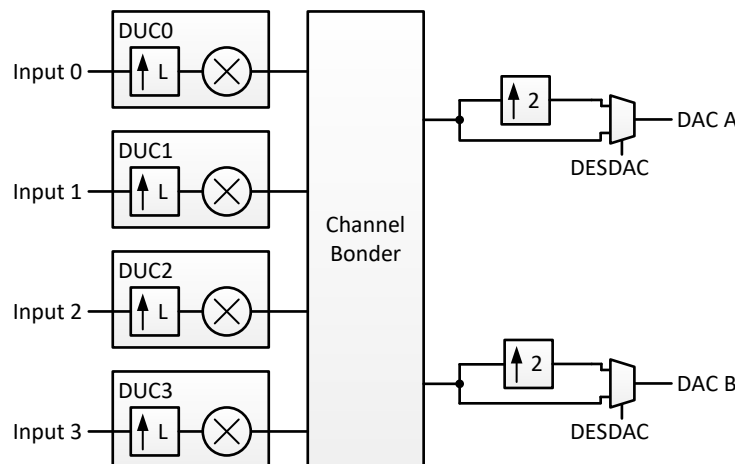 DUC0
Input 0
L
DUC1
Input 1
L
DUC2
Input 2
L
DUC3
Input 3
L
Channel
Bonder
2
DAC A
DESDAC
2
DAC B
DESDAC